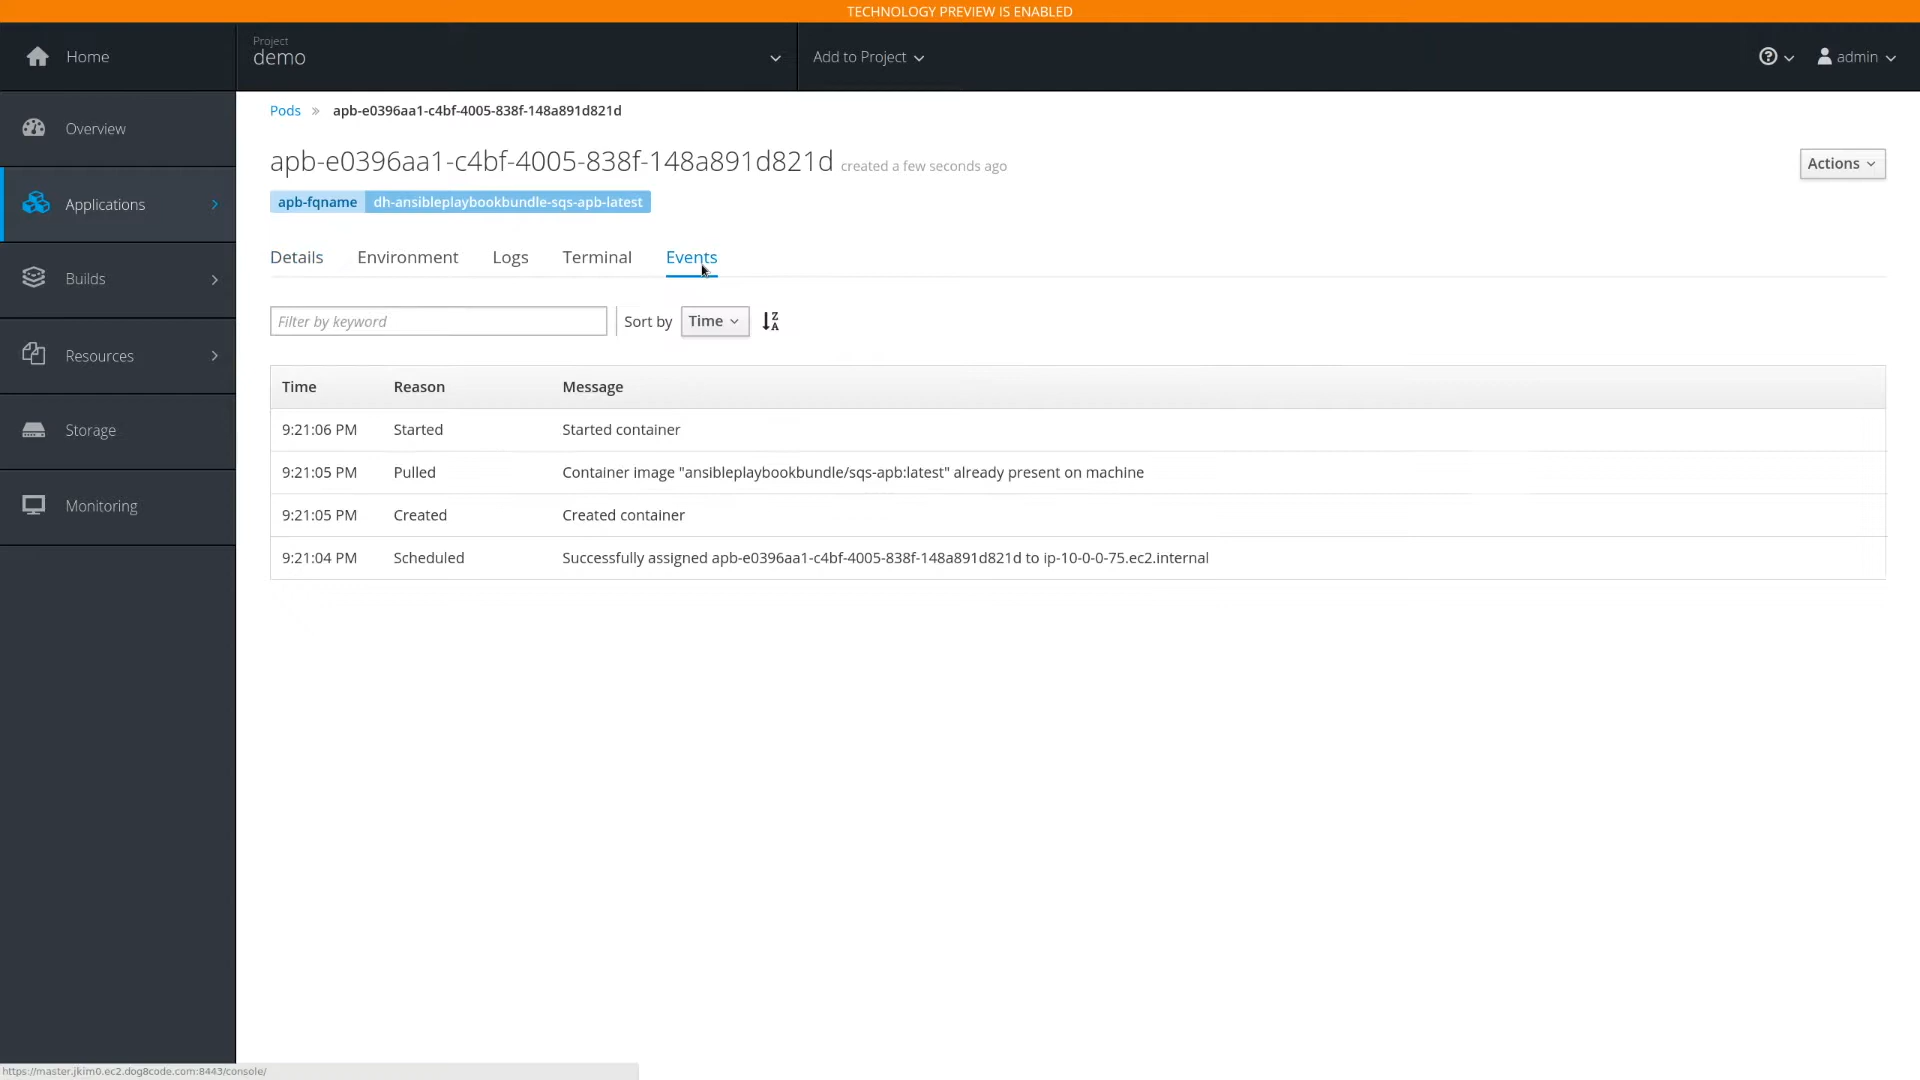 TECHNOLOGY PREVIEW IS ENABLED
Home
Project
demo
Add to Project
admin
Overview
Applications
Builds
Resources
Storage
Monitoring
Pods » apb-e0396aa1-c4bf-4005-838f-148a891d821d
apb-e0396aa1-c4bf-4005-838f-148a891d821d created a few seconds ago
Actions
apb-fqname dh-ansibleplaybookbundle-sqs-apb-latest
Details Environment Logs Terminal Events
Filter by keyword Sort by Time
Time Reason Message
9:21:06 PM Started Started container
9:21:05 PM Pulled Container image "ansibleplaybookbundle/sqs-apb:latest" already present on machine
9:21:05 PM Created Created container
9:21:04 PM Scheduled Successfully assigned apb-e0396aa1-c4bf-4005-838f-148a891d821d to ip-10-0-0-75.ec2.internal
https://master.jkim0.ec2.dog8code.com:8443/console/